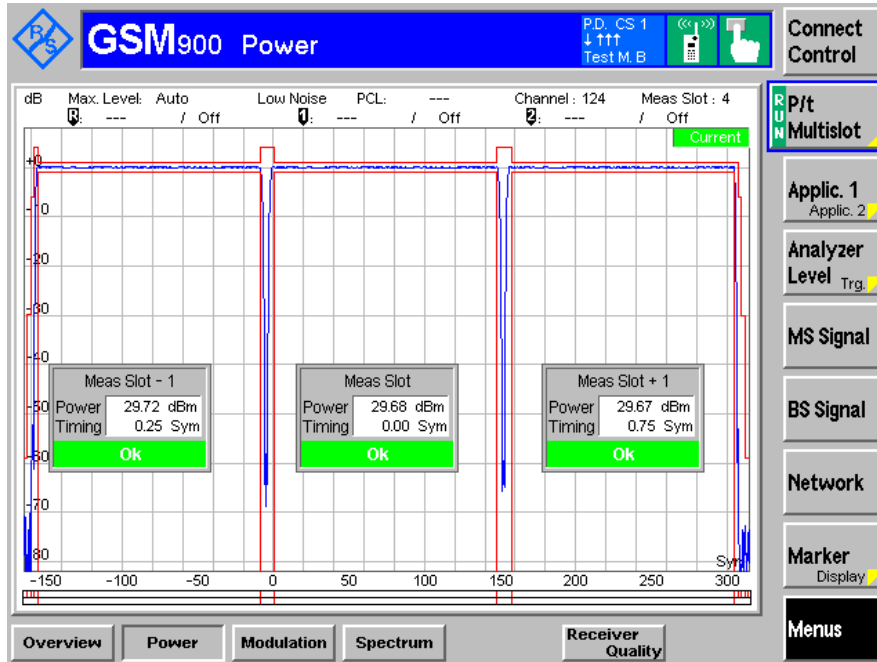 R/S
GSM900 Power
P.D. CS 1
↓ ↑↑↑
Test M. B
Connect
Control
dB Max. Level: Auto Low Noise PCL: --- Channel : 124 Meas Slot : 4
R: --- / Off 1: --- / Off 2: --- / Off
Current
RUN
P/t
Multislot
Applic. 1
Applic. 2
Analyzer
Level Trg.
MS Signal
BS Signal
Network
Marker
Display
Menus
+0
-10
-20
-30
-40
-50
-60
-70
-80
Meas Slot - 1
Power 29.72 dBm
Timing 0.25 Sym
Ok
Meas Slot
Power 29.68 dBm
Timing 0.00 Sym
Ok
Meas Slot + 1
Power 29.67 dBm
Timing 0.75 Sym
Ok
Sym
-150 -100 -50 0 50 100 150 200 250 300
Overview Power Modulation Spectrum Receiver
Quality